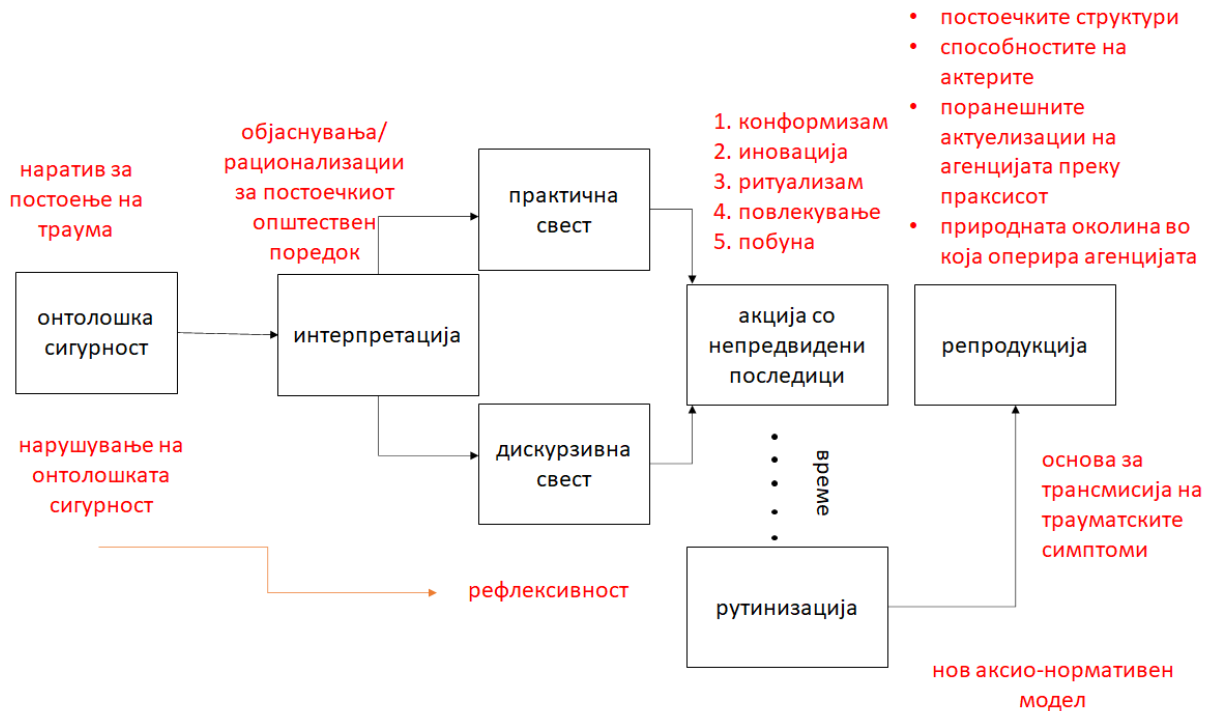 наратив за
постоење на
траума
онтолошка
сигурност
нарушување на
онтолошката
сигурност
објаснувања/
рационализации
за постоечкиот
општествен
поредок
интерпретација
рефлексивност
практична
свест
дискурзивна
свест
1. конформизам
2. иновација
3. ритуализам
4. повлекување
5. побуна
акција со
непредвидени
последици
време
рутинизација
• постоечки структури
• способностите на
актерите
• поранешните
актуелизации на
агенцијата преку
праксисот
• природната околина во
која оперира агенцијата
репродукција
основа за
трансмисија на
трауматските
симптоми
нов аксио-нормативен
модел